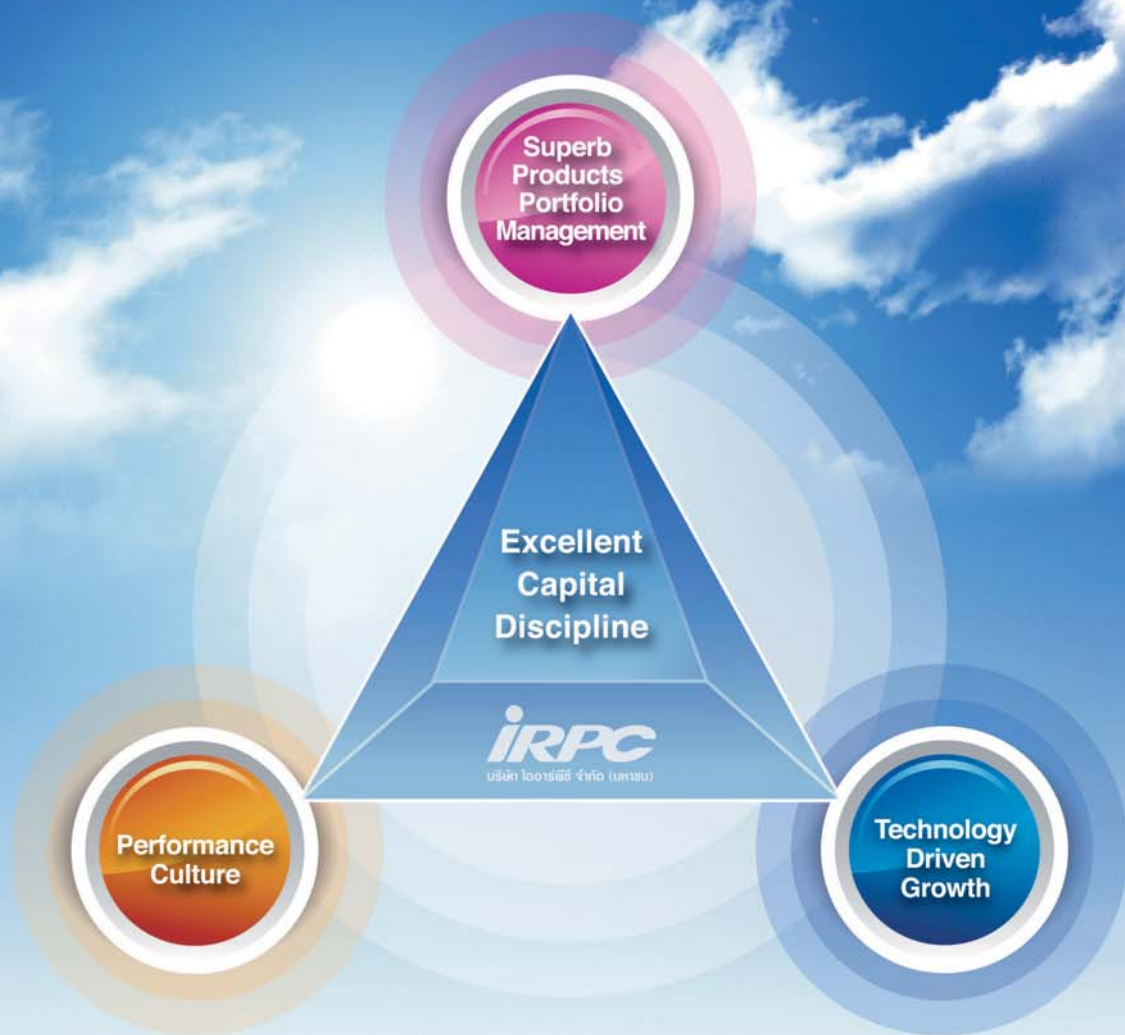 Superb
Products
Portfolio
Management
Excellent
Capital
Discipline
iRPC
บริษัท ไออาร์พีซี จำกัด (มหาชน)
Performance
Culture
Technology
Driven
Growth